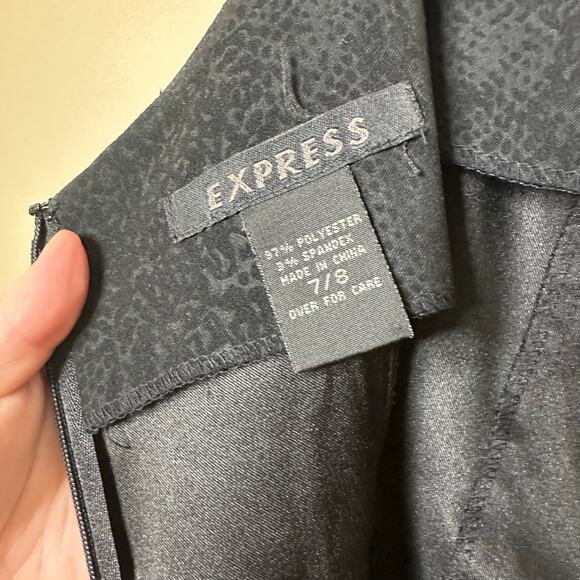 EXPRESS
97% POLYESTER
3% SPANDEX
MADE IN CHINA
7/8
OVER FOR CARE